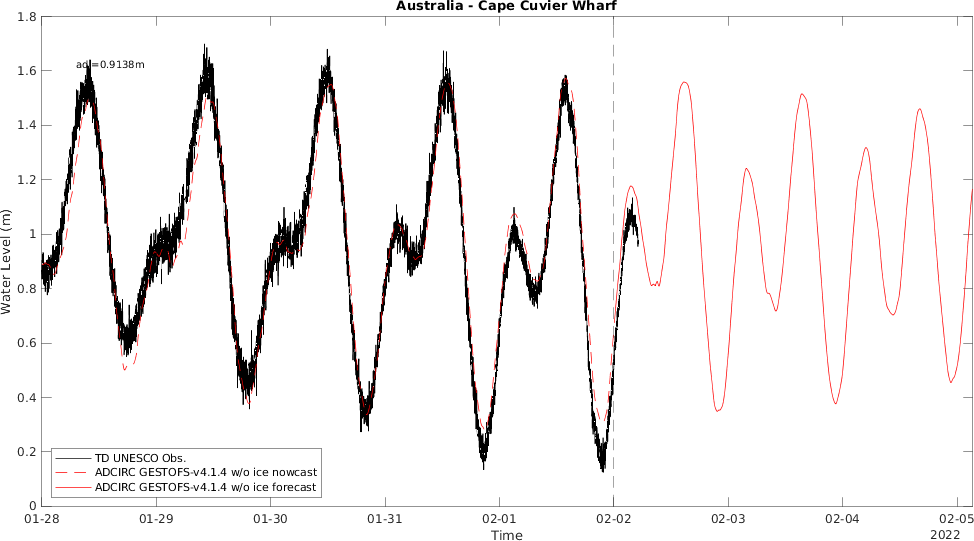 Australia - Cape Cuvier Wharf
1.8
1.6
1.4
1.2
1
0.8
0.6
0.4
0.2
0
Water Level (m)
adj=0.9138m
TD UNESCO Obs.
ADCIRC GESTOFS-v4.1.4 w/o ice nowcast
ADCIRC GESTOFS-v4.1.4 w/o ice forecast
01-28 01-29 01-30 01-31 02-01 02-02 02-03 02-04 02-05
Time
2022